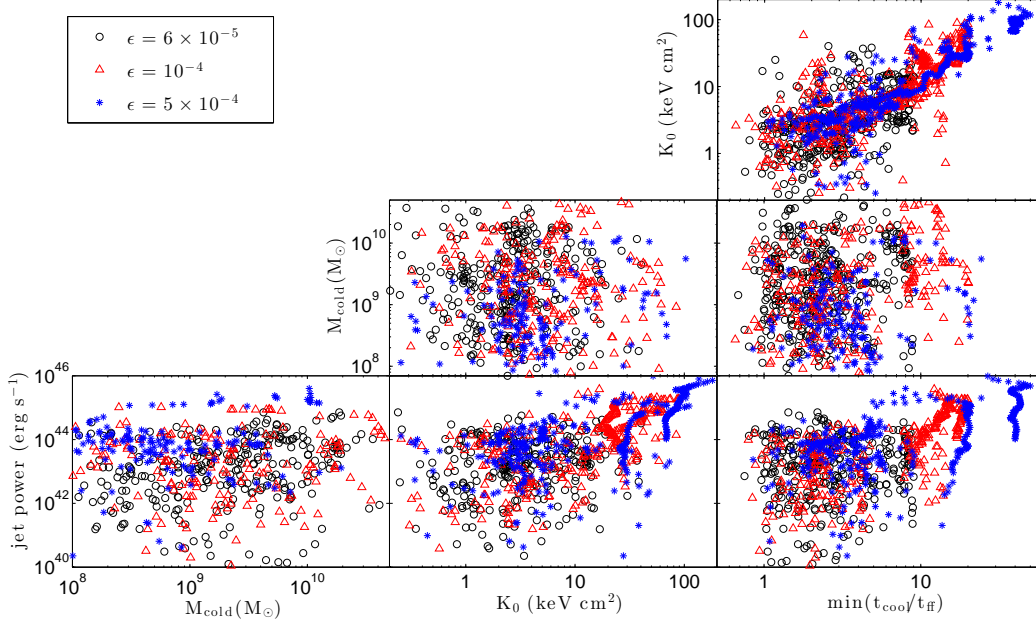 ϵ = 6 × 10⁻⁵
ϵ = 10⁻⁴
ϵ = 5 × 10⁻⁴
100
10
1
K₀ (keV cm²)
10¹⁰
10⁹
10⁸
M_cold (M_⊙)
10⁴⁶
10⁴⁴
10⁴²
10⁴⁰
jet power (erg s⁻¹)
10⁸ 10⁹ 10¹⁰ 1 10 100 1 10
M_cold (M_⊙) K₀ (keV cm²) min(t_cool/t_ff)